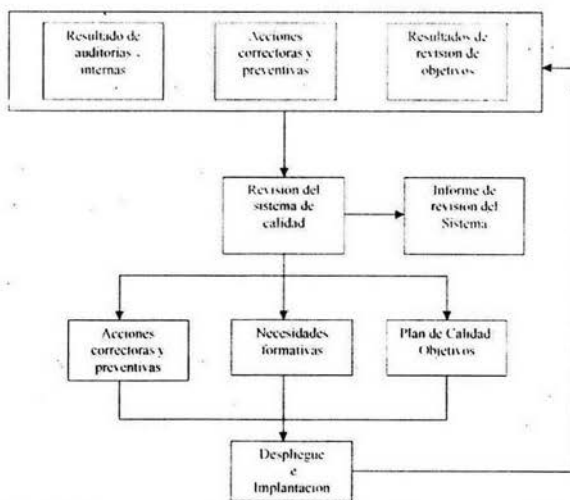 Resultado de
auditorias
internas
Acciones
correctoras y
preventivas
Resultados de
revision de
objetivos
Revision del
sistema de
calidad
Informe de
revision del
Sistema
Acciones
correctoras y
preventivas
Necesidades
formativas
Plan de Calidad
Objetivos
Despliegue
e
Implantacion